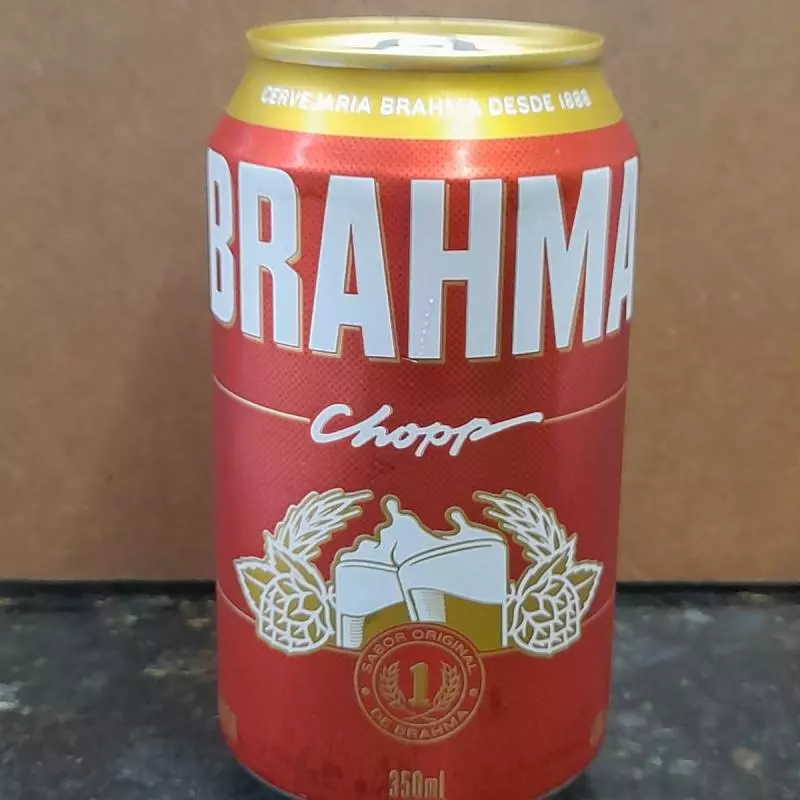 CERVEJARIA BRAHMA DESDE 1888
BRAHMA
Chopp
SABOR ORIGINAL
1
DE BRAHMA
350ml